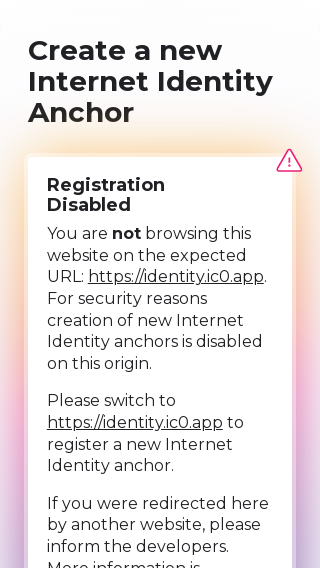 Create a new
Internet Identity
Anchor
Registration
Disabled
You are not browsing this
website on the expected
URL: https://identity.ic0.app.
For security reasons
creation of new Internet
Identity anchors is disabled
on this origin.
Please switch to
https://identity.ic0.app to
register a new Internet
Identity anchor.
If you were redirected here
by another website, please
inform the developers.
More information is